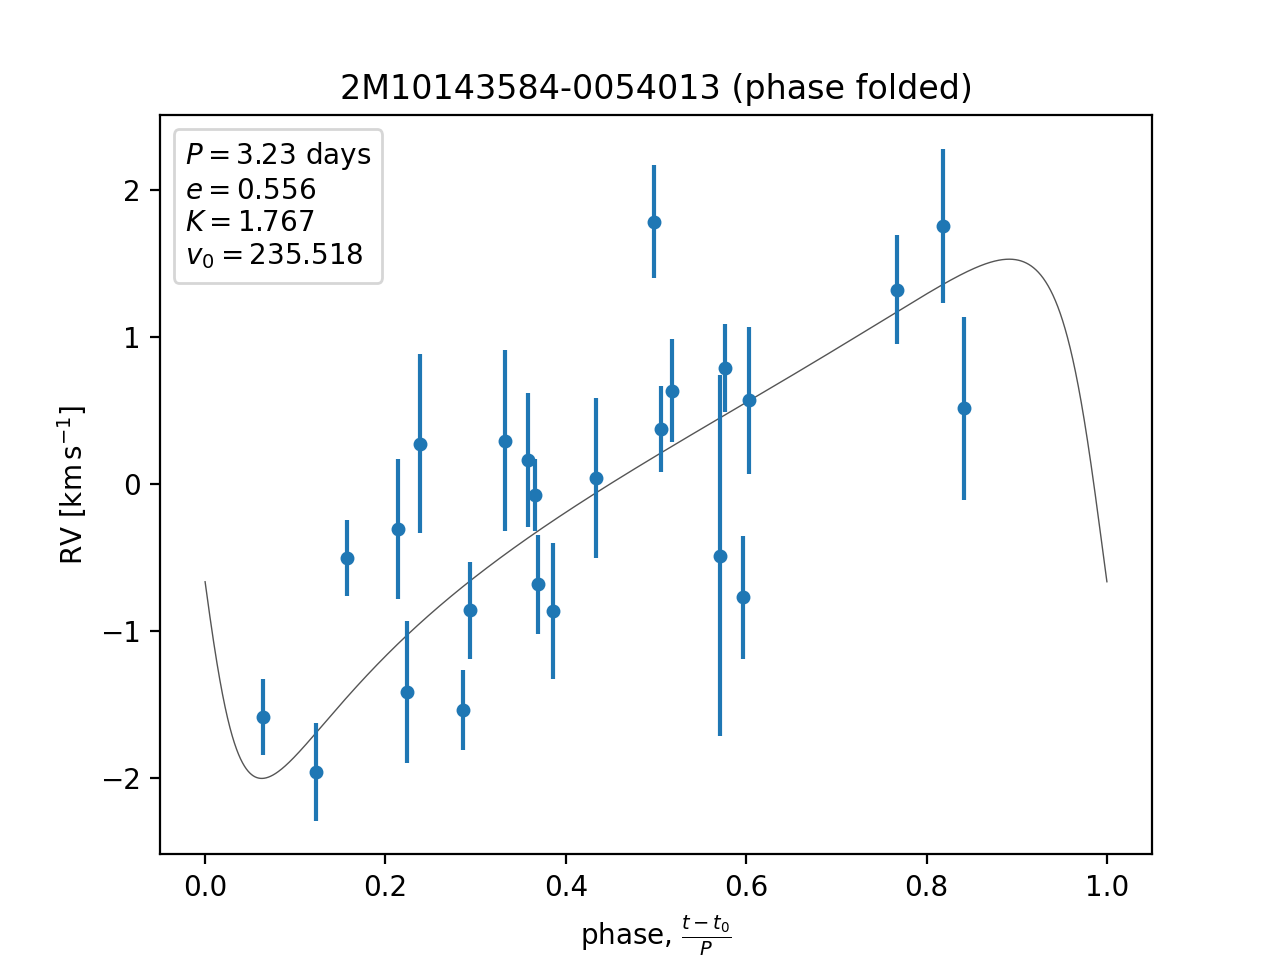 2M10143584-0054013 (phase folded)
P = 3.23 days
e = 0.556
K = 1.767
v₀ = 235.518
2
1
0
−1
−2
RV [km s⁻¹]
0.0 0.2 0.4 0.6 0.8 1.0
phase, (t − t₀)/P